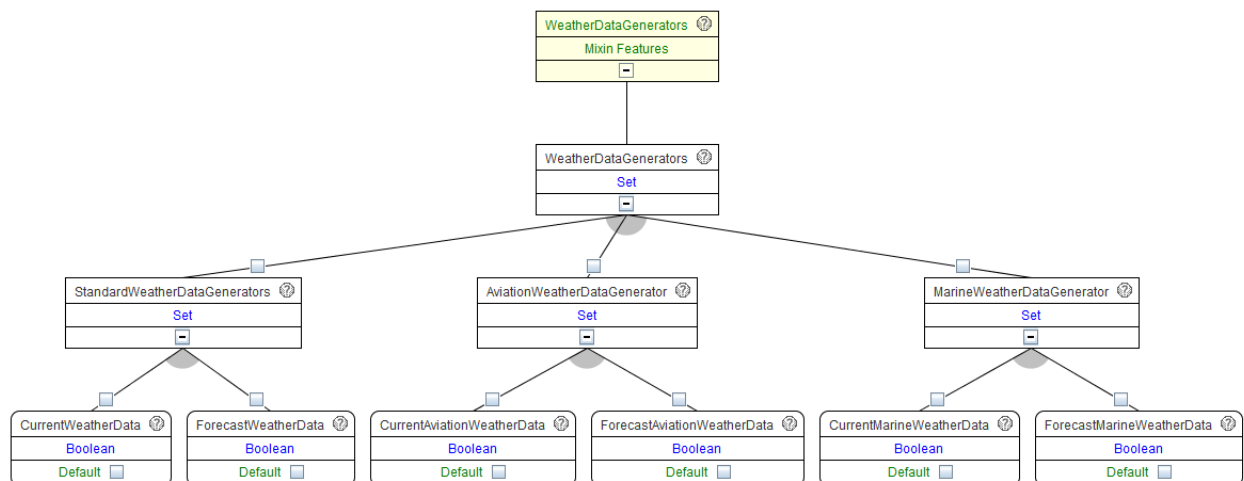 WeatherDataGenerators
Mixin Features
WeatherDataGenerators
Set
StandardWeatherDataGenerators
Set
AviationWeatherDataGenerator
Set
MarineWeatherDataGenerator
Set
CurrentWeatherData
Boolean
Default
ForecastWeatherData
Boolean
Default
CurrentAviationWeatherData
Boolean
Default
ForecastAviationWeatherData
Boolean
Default
CurrentMarineWeatherData
Boolean
Default
ForecastMarineWeatherData
Boolean
Default